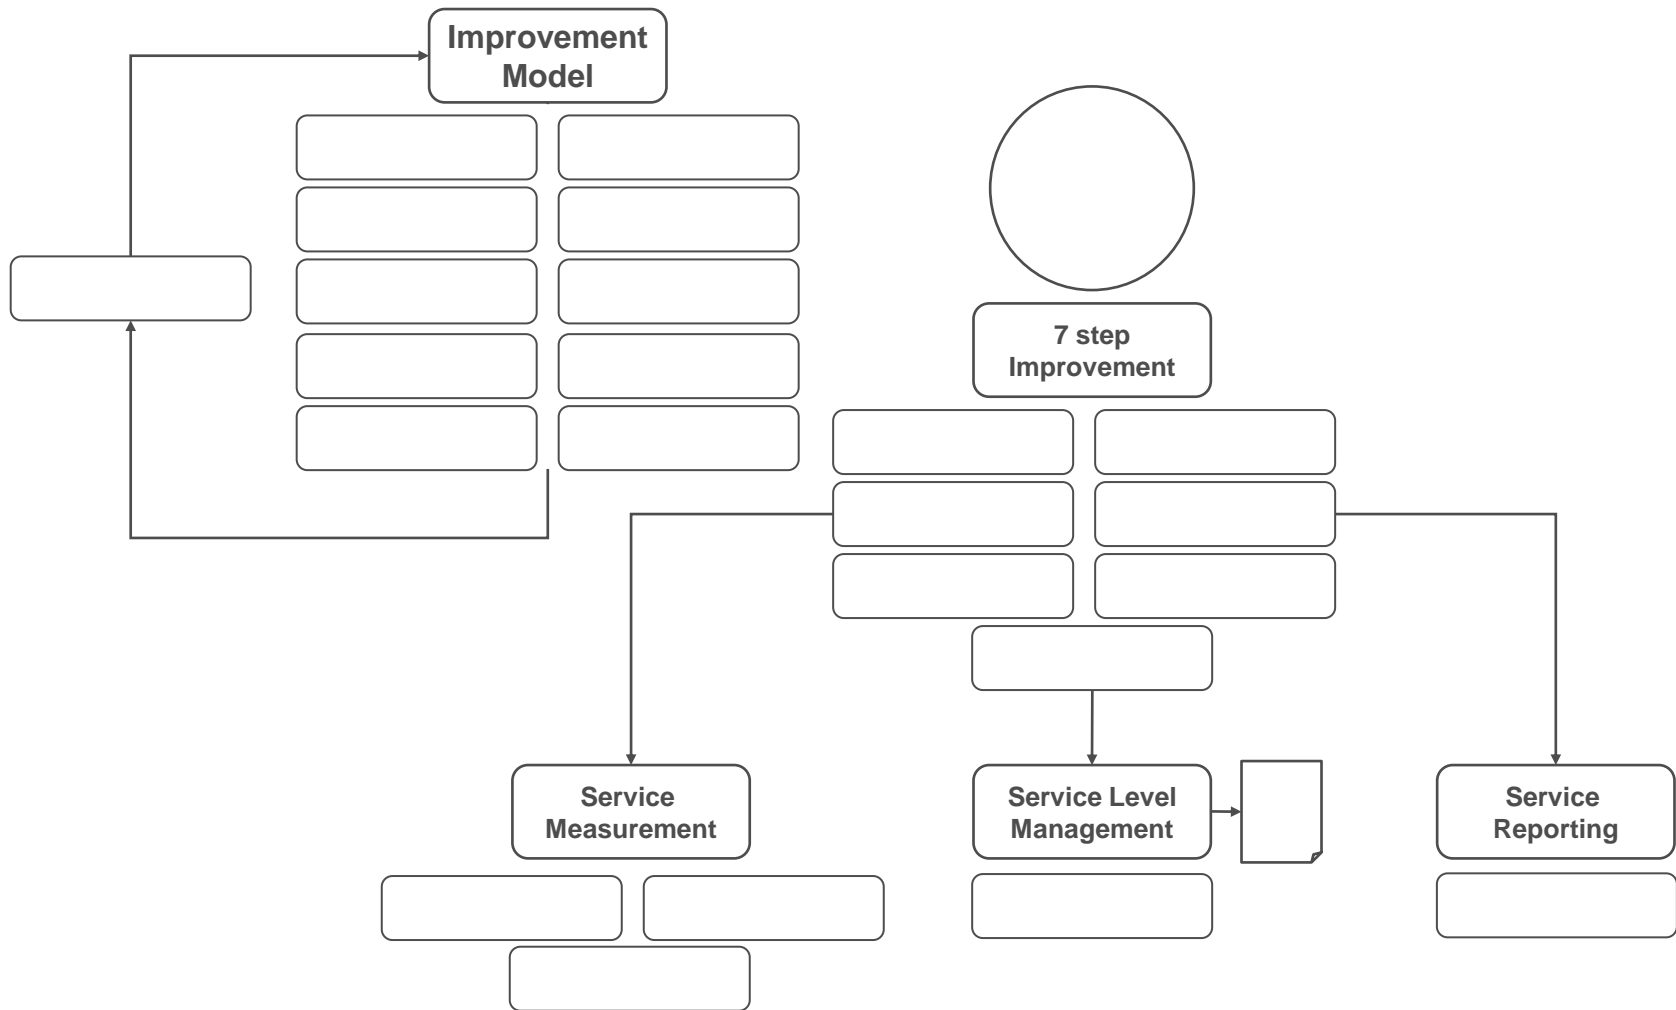 Improvement
Model
7 step
Improvement
Service
Measurement
Service Level
Management
Service
Reporting